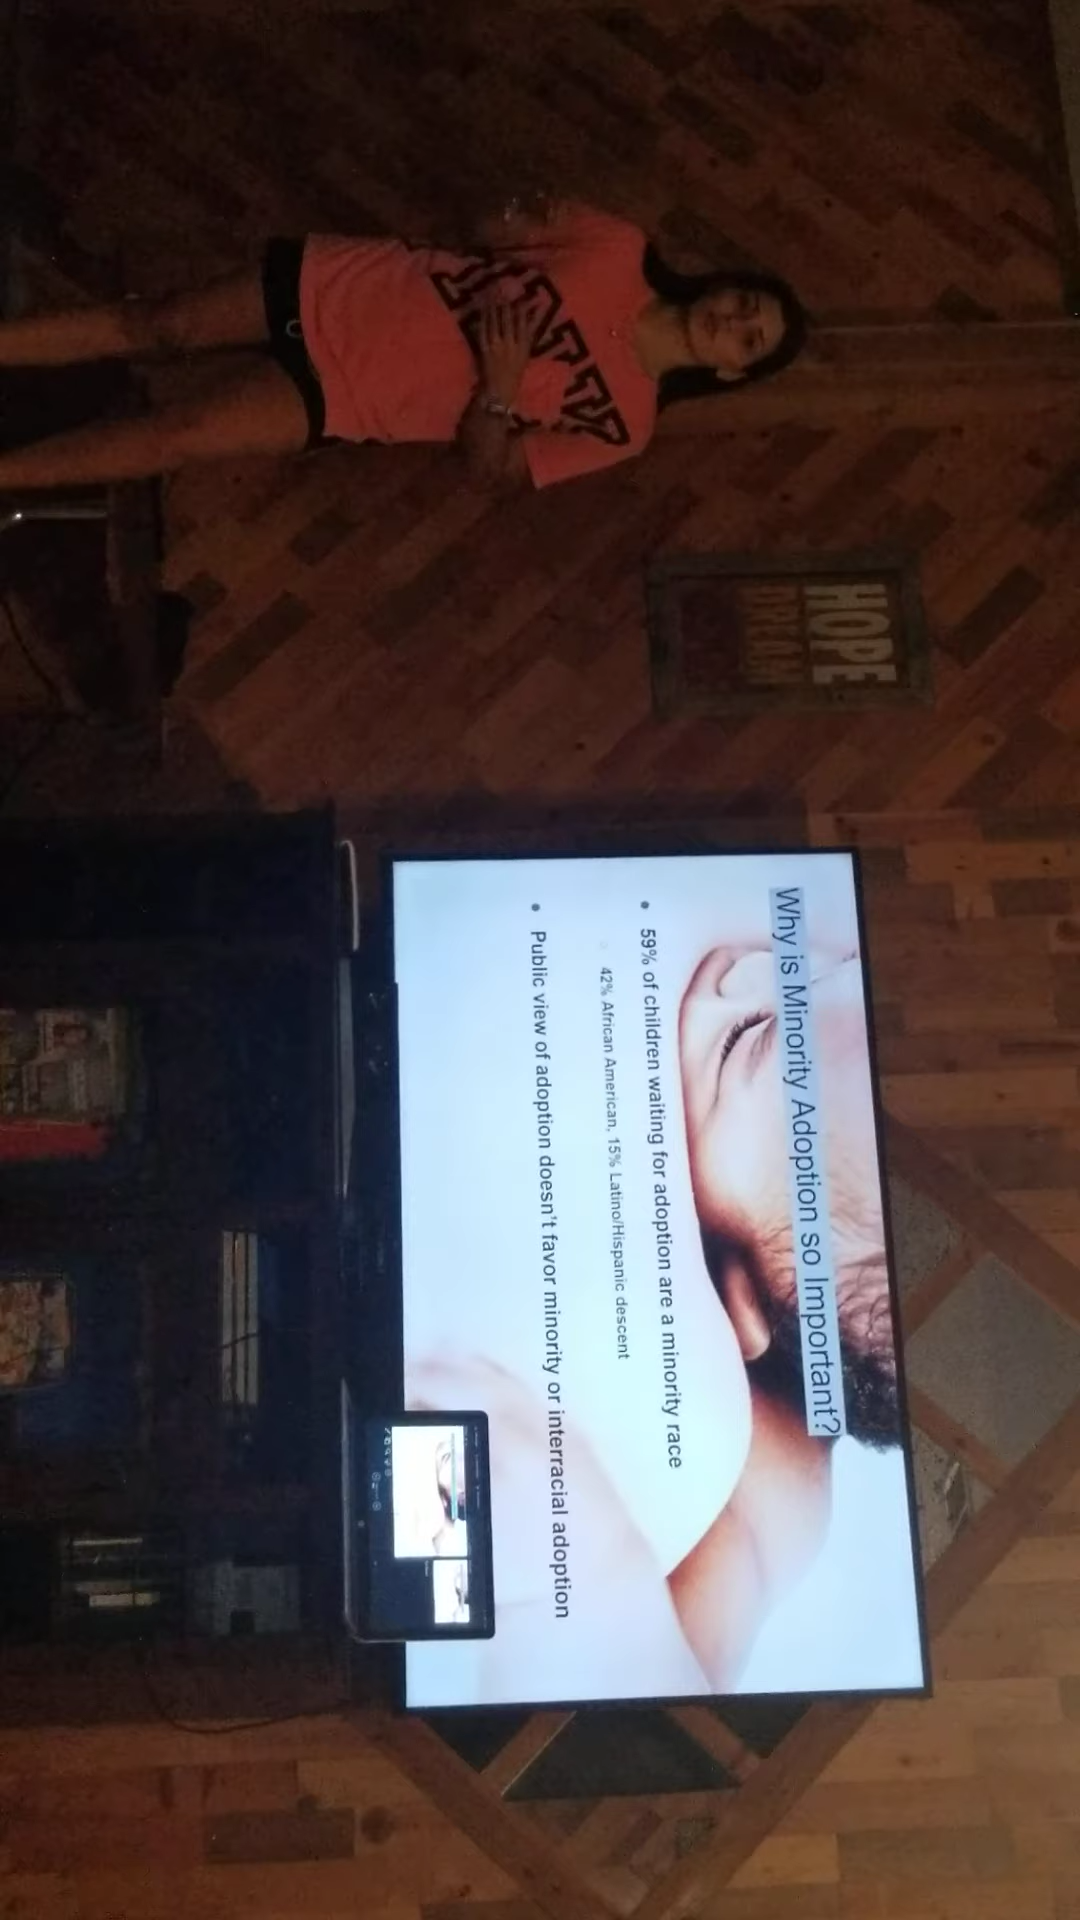 HOPE
Why is Minority Adoption so Important?
59% of children waiting for adoption are a minority race
42% African American, 15% Latino/Hispanic descent
Public view of adoption doesn't favor minority or interracial adoption